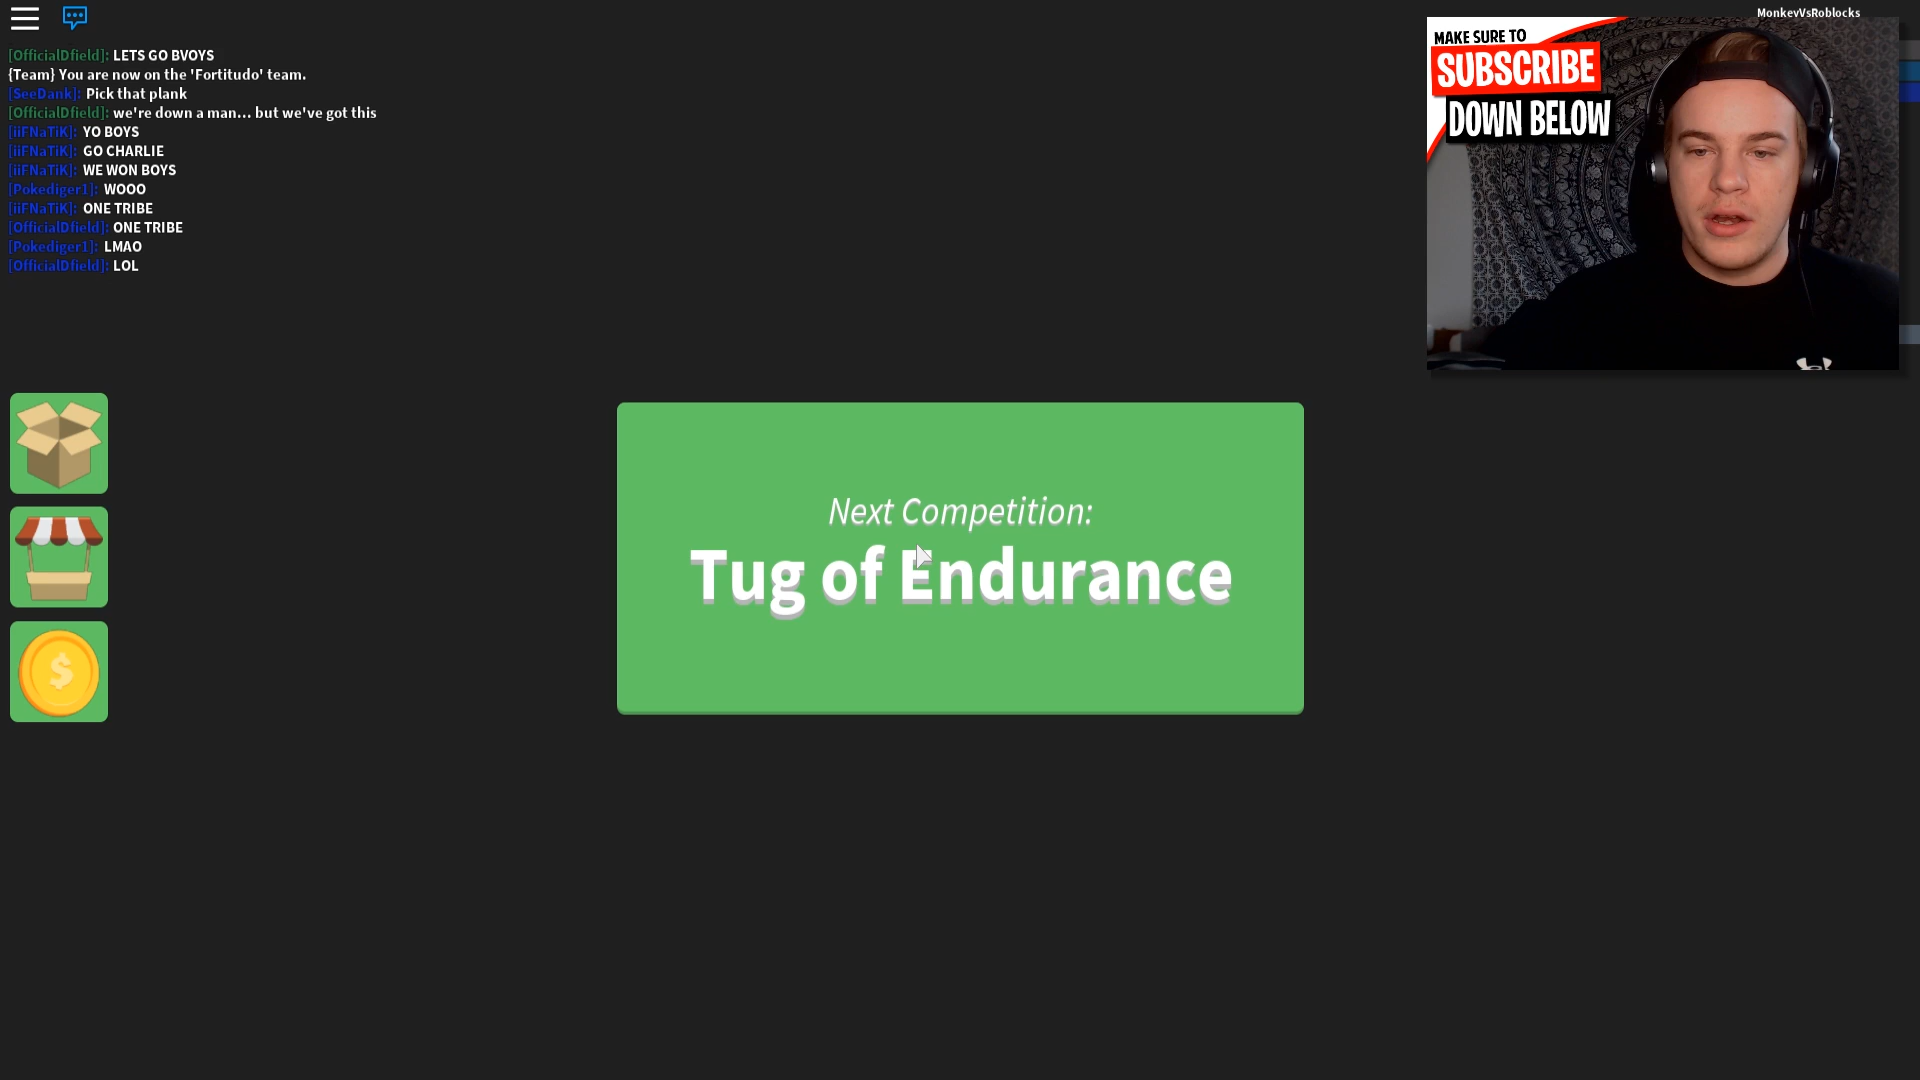 MonkeyVsRoblocks
[OfficialDfield]: LETS GO BVOYS
{Team} You are now on the 'Fortitudo' team.
[SeeDank]: Pick that plank
[OfficialDfield]: we're down a man... but we've got this
[iiFNaTiK]: YO BOYS
[iiFNaTiK]: GO CHARLIE
[iiFNaTiK]: WE WON BOYS
[Pokediger1]: WOOO
[iiFNaTiK]: ONE TRIBE
[OfficialDfield]: ONE TRIBE
[Pokediger1]: LMAO
[OfficialDfield]: LOL
MAKE SURE TO
SUBSCRIBE
DOWN BELOW
Next Competition:
Tug of Endurance
$